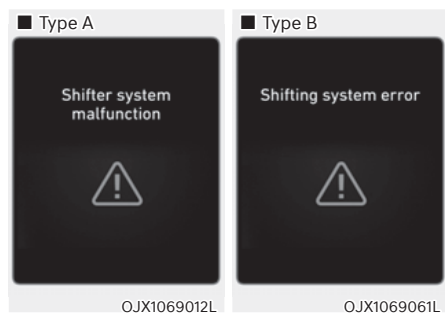 ■ Type A
Shifter system
malfunction
OJX1069012L
■ Type B
Shifting system error
OJX1069061L